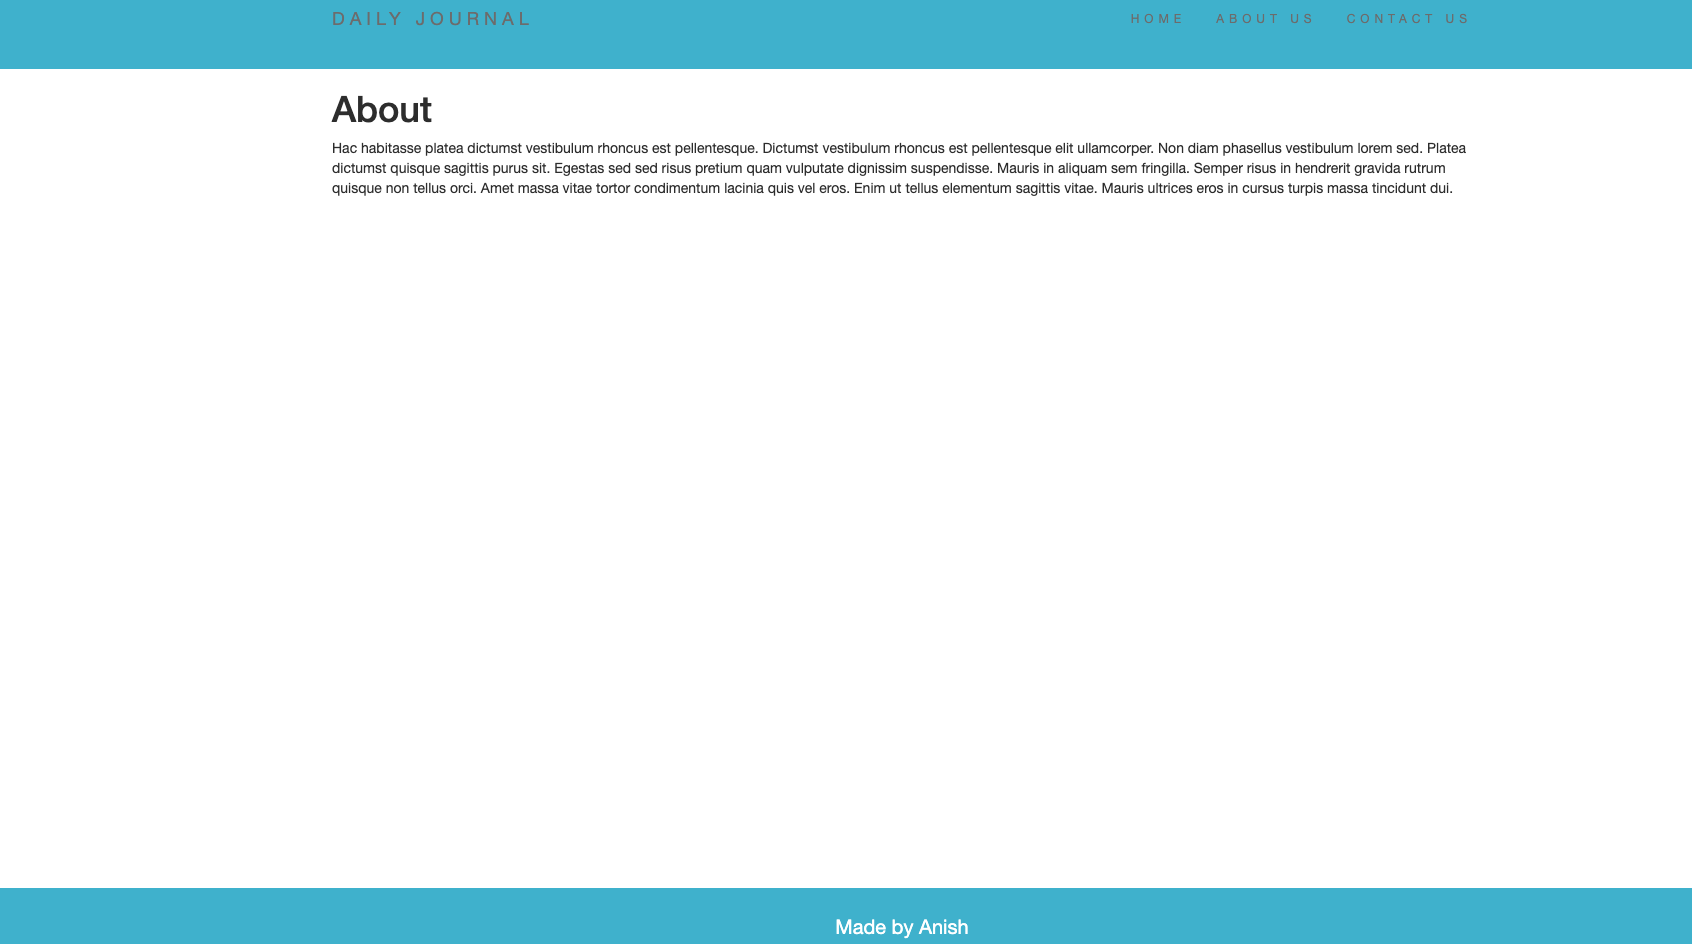 DAILY JOURNAL
HOME ABOUT US CONTACT US
About
Hac habitasse platea dictumst vestibulum rhoncus est pellentesque. Dictumst vestibulum rhoncus est pellentesque elit ullamcorper. Non diam phasellus vestibulum lorem sed. Platea
dictumst quisque sagittis purus sit. Egestas sed sed risus pretium quam vulputate dignissim suspendisse. Mauris in aliquam sem fringilla. Semper risus in hendrerit gravida rutrum
quisque non tellus orci. Amet massa vitae tortor condimentum lacinia quis vel eros. Enim ut tellus elementum sagittis vitae. Mauris ultrices eros in cursus turpis massa tincidunt dui.
Made by Anish